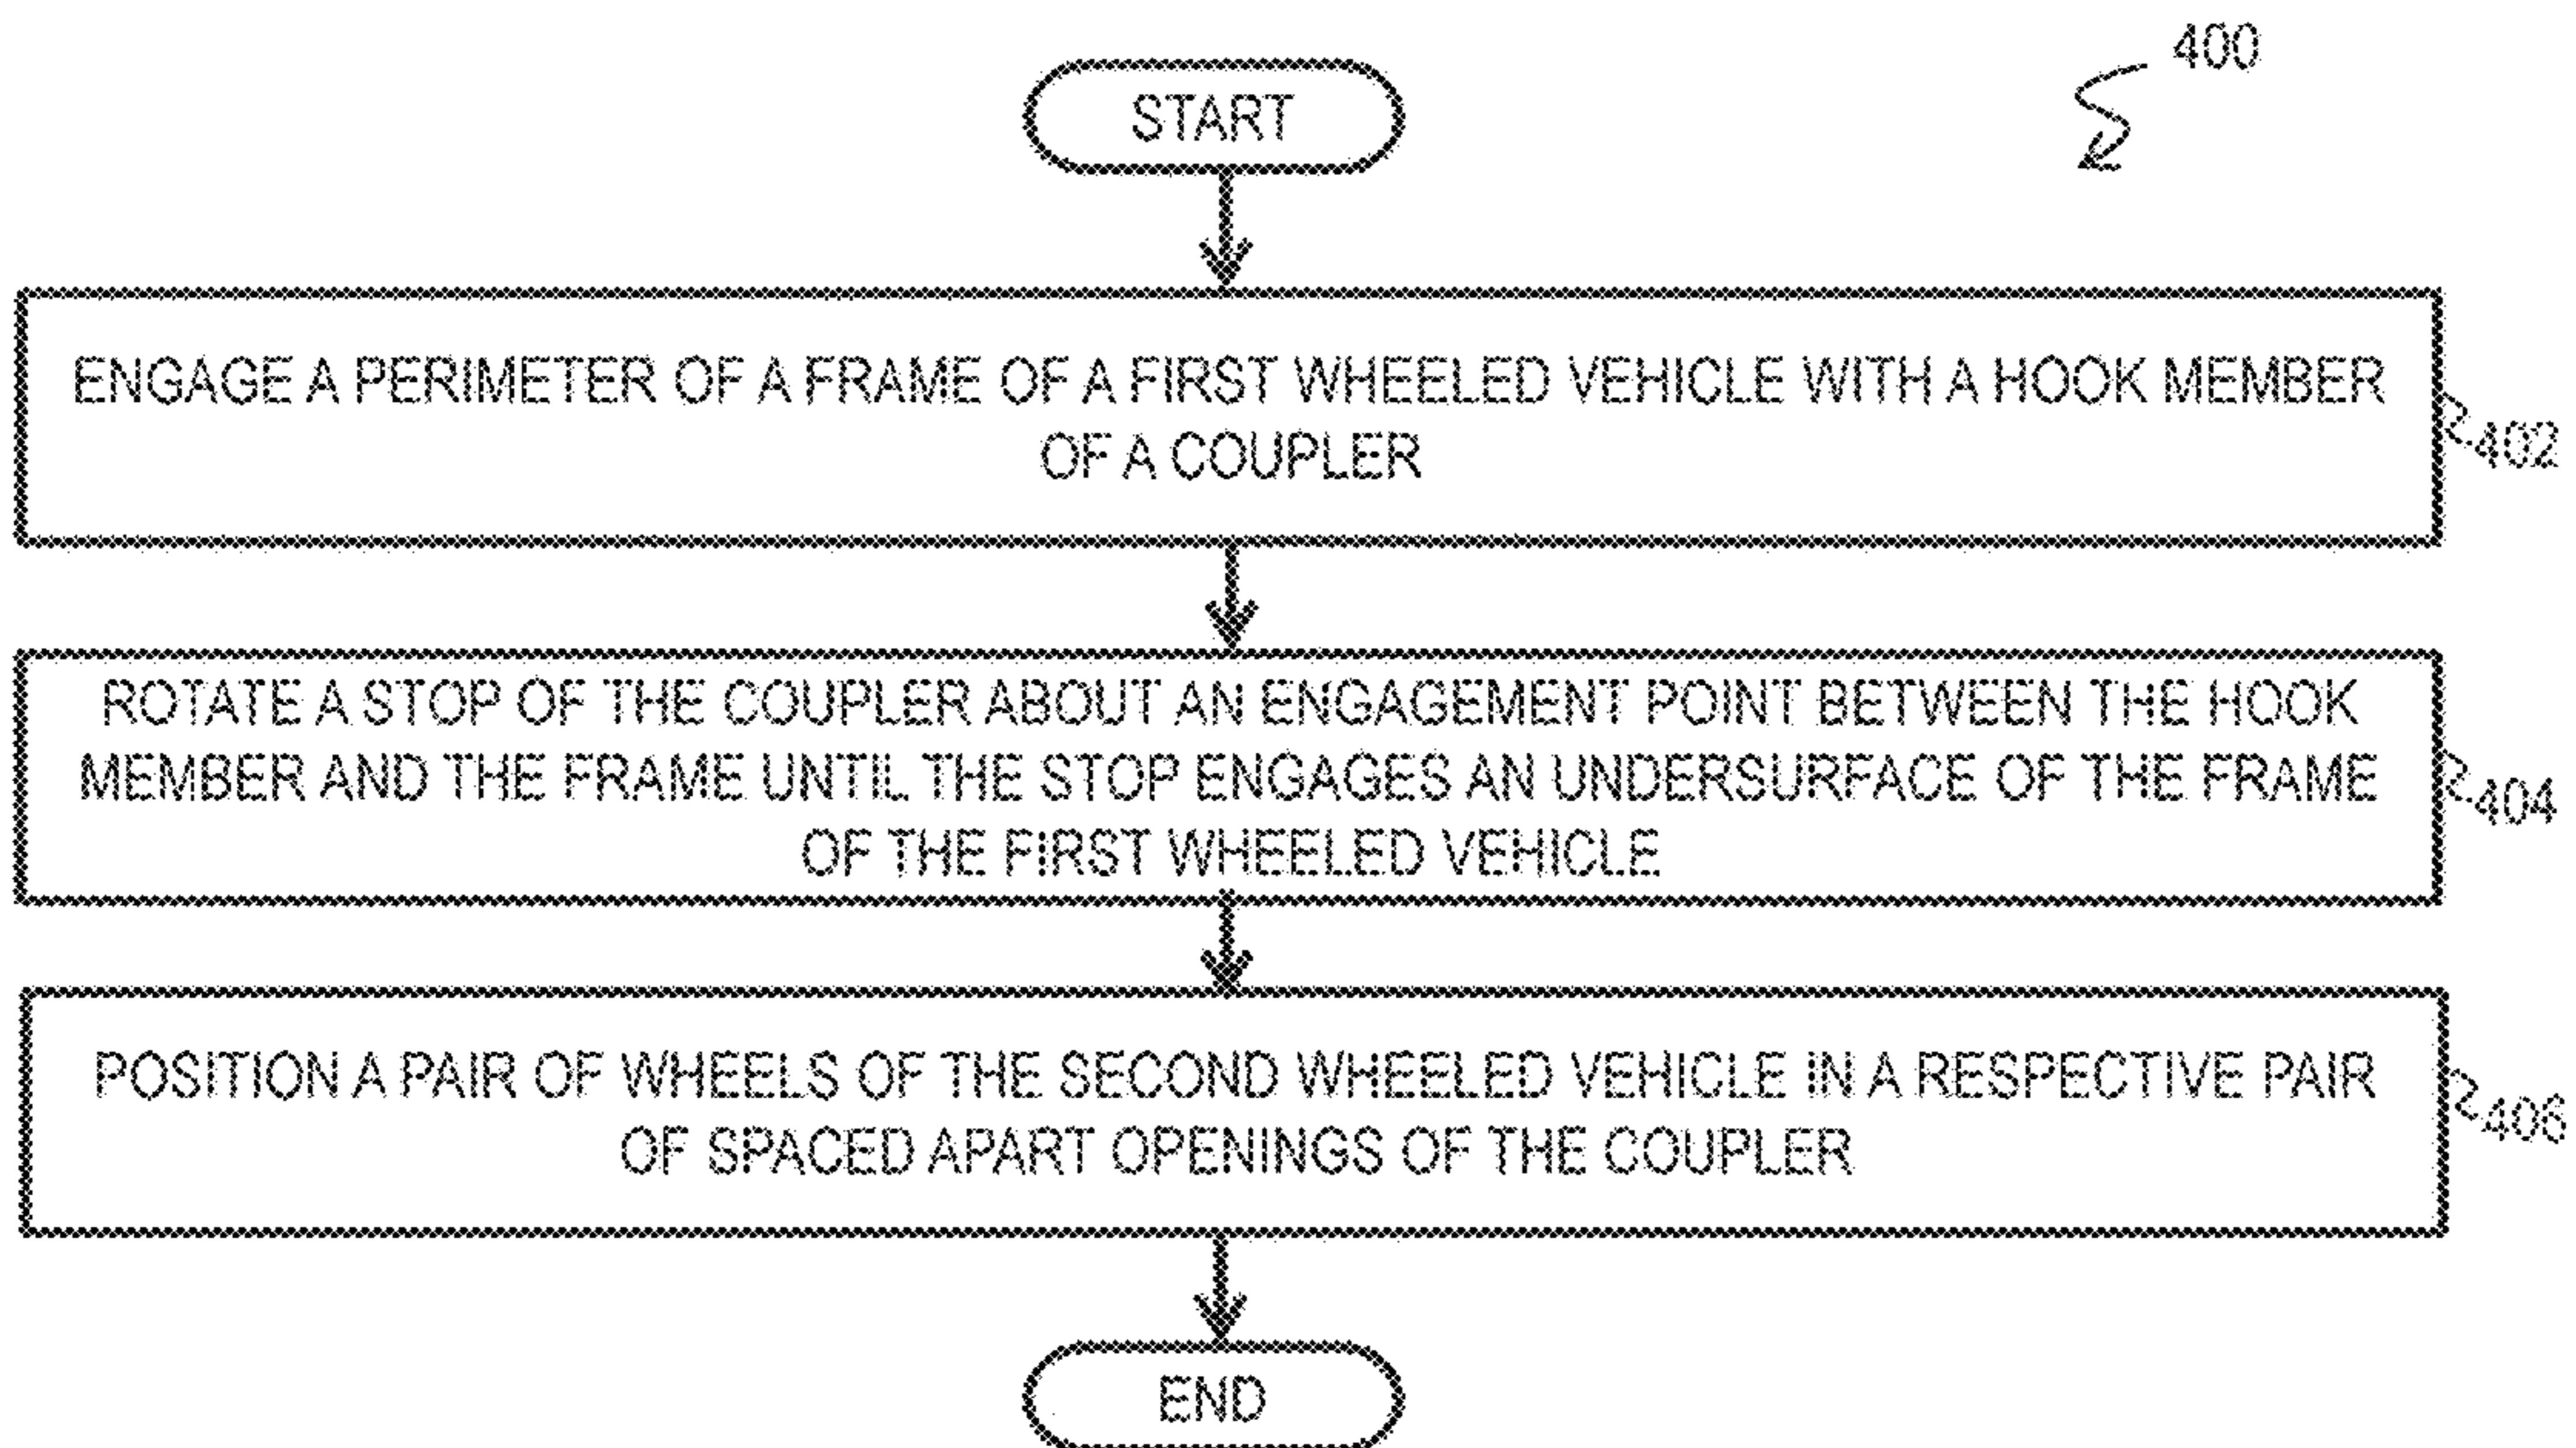 400
START
ENGAGE A PERIMETER OF A FRAME OF A FIRST WHEELED VEHICLE WITH A HOOK MEMBER
OF A COUPLER
402
ROTATE A STOP OF THE COUPLER ABOUT AN ENGAGEMENT POINT BETWEEN THE HOOK
MEMBER AND THE FRAME UNTIL THE STOP ENGAGES AN UNDERSURFACE OF THE FRAME
OF THE FIRST WHEELED VEHICLE
404
POSITION A PAIR OF WHEELS OF THE SECOND WHEELED VEHICLE IN A RESPECTIVE PAIR
OF SPACED APART OPENINGS OF THE COUPLER
406
END